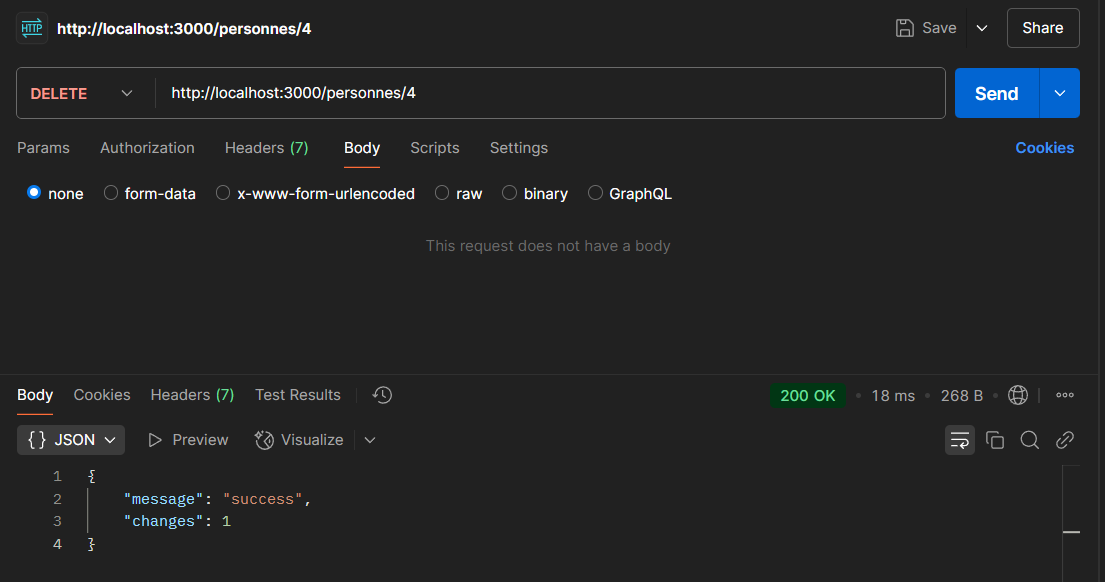 HTTP http://localhost:3000/personnes/4 Save Share
DELETE http://localhost:3000/personnes/4 Send
Params Authorization Headers (7) Body Scripts Settings Cookies
none form-data x-www-form-urlencoded raw binary GraphQL
This request does not have a body
Body Cookies Headers (7) Test Results 200 OK • 18 ms • 268 B •
{} JSON Preview Visualize
1 {
2 "message": "success",
3 "changes": 1
4 }